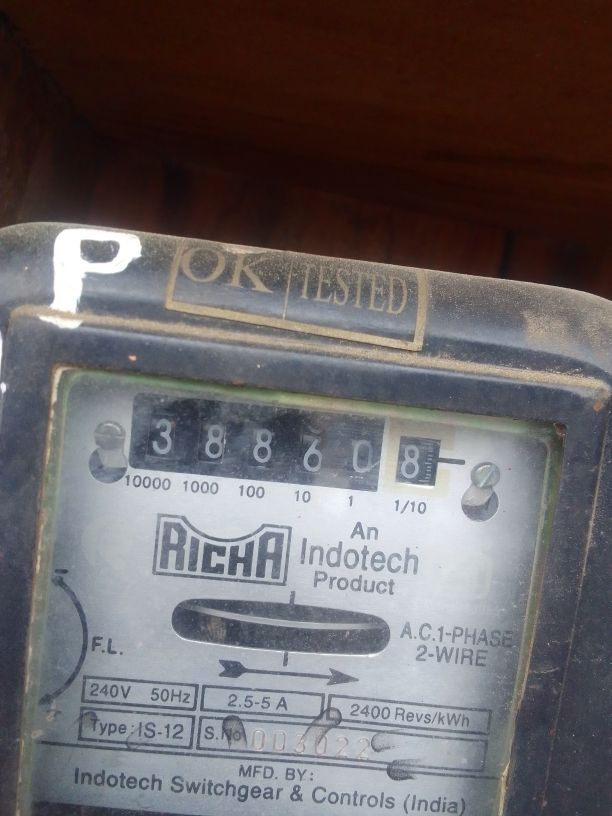 P
OK TESTED
3 8 8 6 0 8
10000 1000 100 10 1 1/10
RICHA
An
Indotech
Product
A.C.1-PHASE
2-WIRE
F.L.
240V 50Hz 2.5-5 A 2400 Revs/kWh
Type: IS-12 S.No 003022
MFD. BY:
Indotech Switchgear & Controls (India)